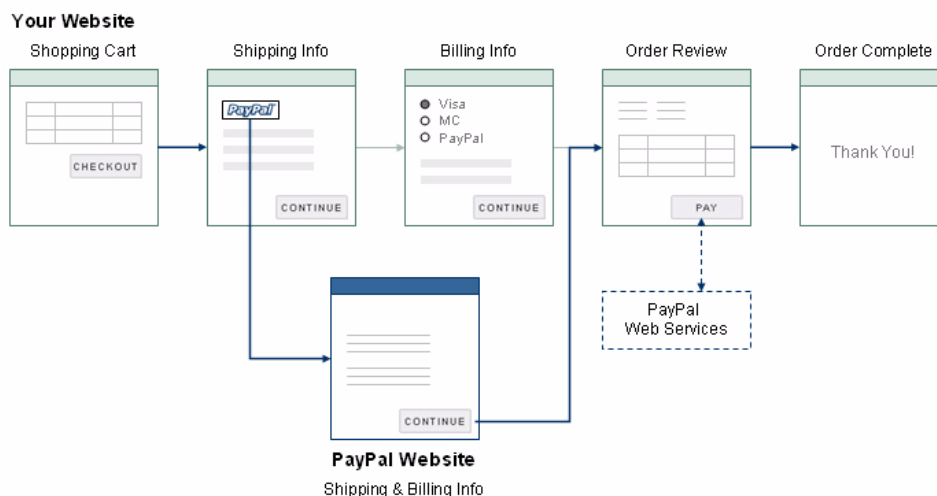 Your Website
Shopping Cart
Shipping Info
Billing Info
Order Review
Order Complete
PayPal
Visa
MC
PayPal
CHECKOUT
Thank You!
CONTINUE
CONTINUE
PAY
PayPal
Web Services
CONTINUE
PayPal Website
Shipping & Billing Info